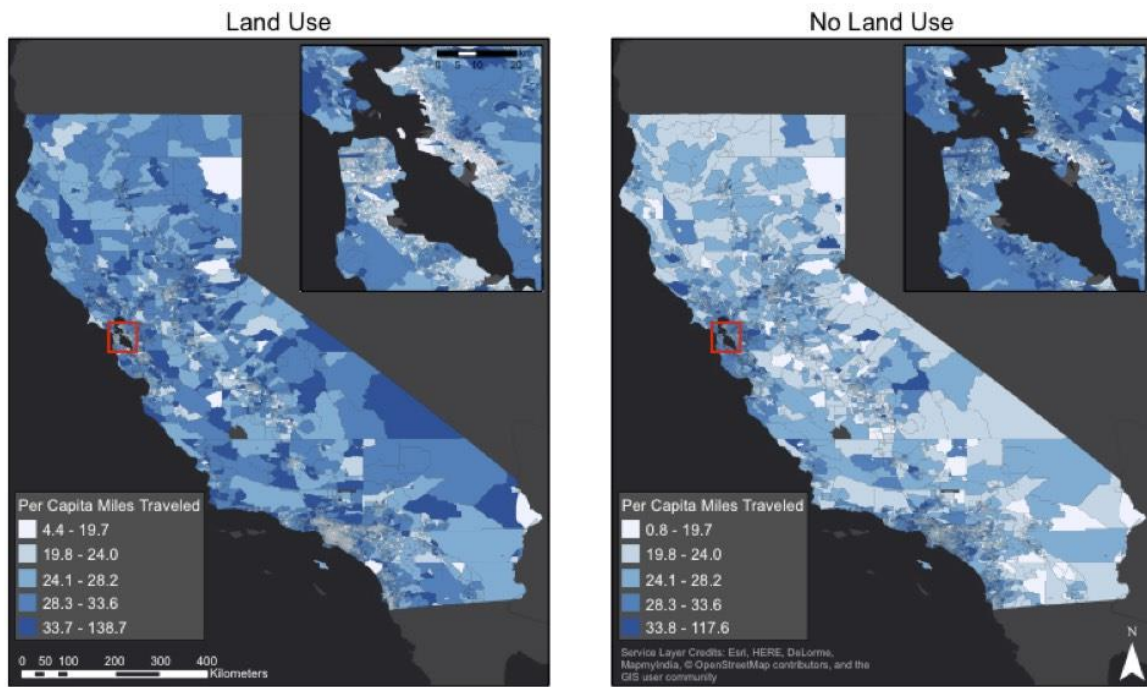 Land Use
No Land Use
0 5 10 20
Per Capita Miles Traveled
4.4 - 19.7
19.8 - 24.0
24.1 - 28.2
28.3 - 33.6
33.7 - 138.7
0 50 100 200 300 400
Kilometers
Per Capita Miles Traveled
0.8 - 19.7
19.8 - 24.0
24.1 - 28.2
28.3 - 33.6
33.8 - 117.6
Service Layer Credits: Esri, HERE, DeLorme,
MapmyIndia, © OpenStreetMap contributors, and the
GIS user community
N